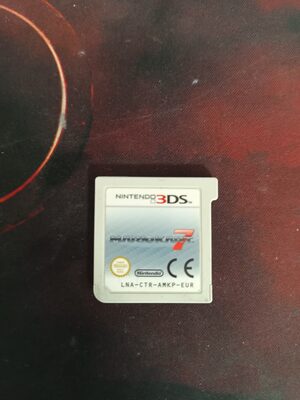 NINTENDO 3DS
MARIOKART 7
Nintendo
CE
LNA-CTR-AMKP-EUR